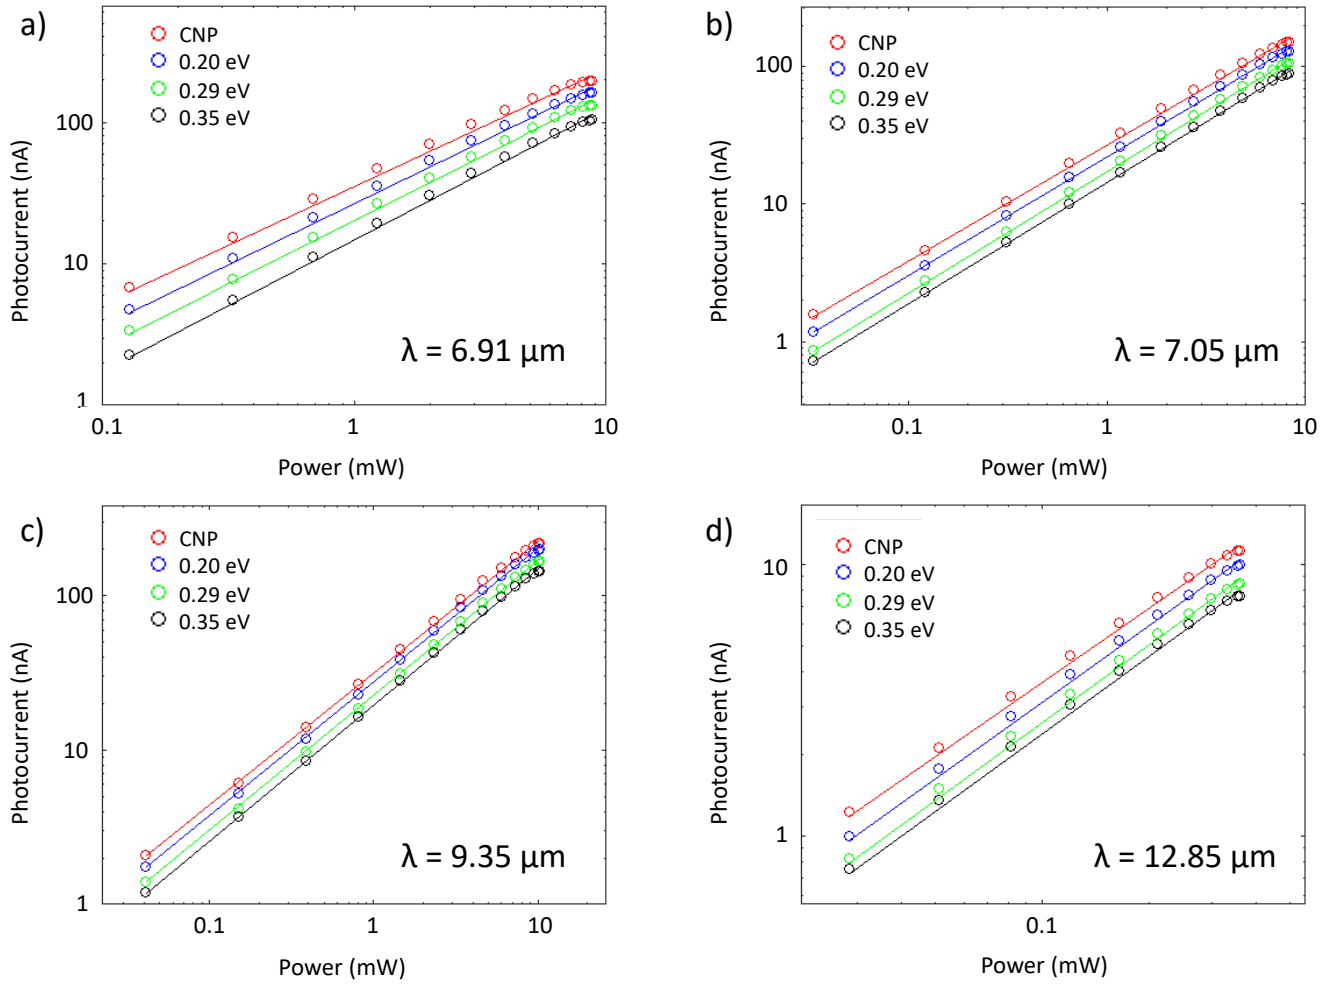 a)
CNP
0.20 eV
0.29 eV
0.35 eV
100
10
1
Photocurrent (nA)
λ = 6.91 μm
0.1 1 10
Power (mW)
b)
CNP
0.20 eV
0.29 eV
0.35 eV
100
10
1
Photocurrent (nA)
λ = 7.05 μm
0.1 1 10
Power (mW)
c)
CNP
0.20 eV
0.29 eV
0.35 eV
100
10
1
Photocurrent (nA)
λ = 9.35 μm
0.1 1 10
Power (mW)
d)
CNP
0.20 eV
0.29 eV
0.35 eV
10
1
Photocurrent (nA)
λ = 12.85 μm
0.1
Power (mW)